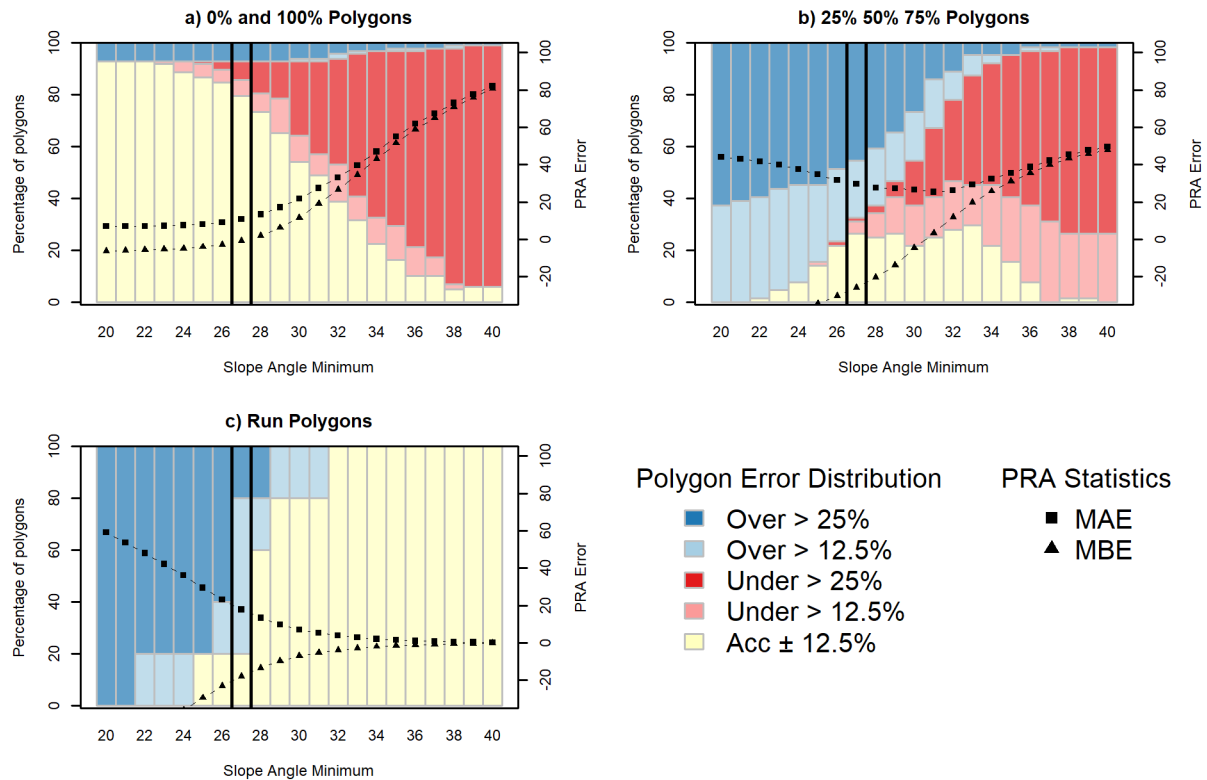 a) 0% and 100% Polygons
Percentage of polygons
0 20 40 60 80 100
-20 0 20 40 60 80 100
PRA Error
20 22 24 26 28 30 32 34 36 38 40
Slope Angle Minimum
b) 25% 50% 75% Polygons
Percentage of polygons
0 20 40 60 80 100
-20 0 20 40 60 80 100
PRA Error
20 22 24 26 28 30 32 34 36 38 40
Slope Angle Minimum
c) Run Polygons
Percentage of polygons
0 20 40 60 80 100
-20 0 20 40 60 80 100
PRA Error
20 22 24 26 28 30 32 34 36 38 40
Slope Angle Minimum
Polygon Error Distribution
Over > 25%
Over > 12.5%
Under > 25%
Under > 12.5%
Acc ± 12.5%
PRA Statistics
MAE
MBE